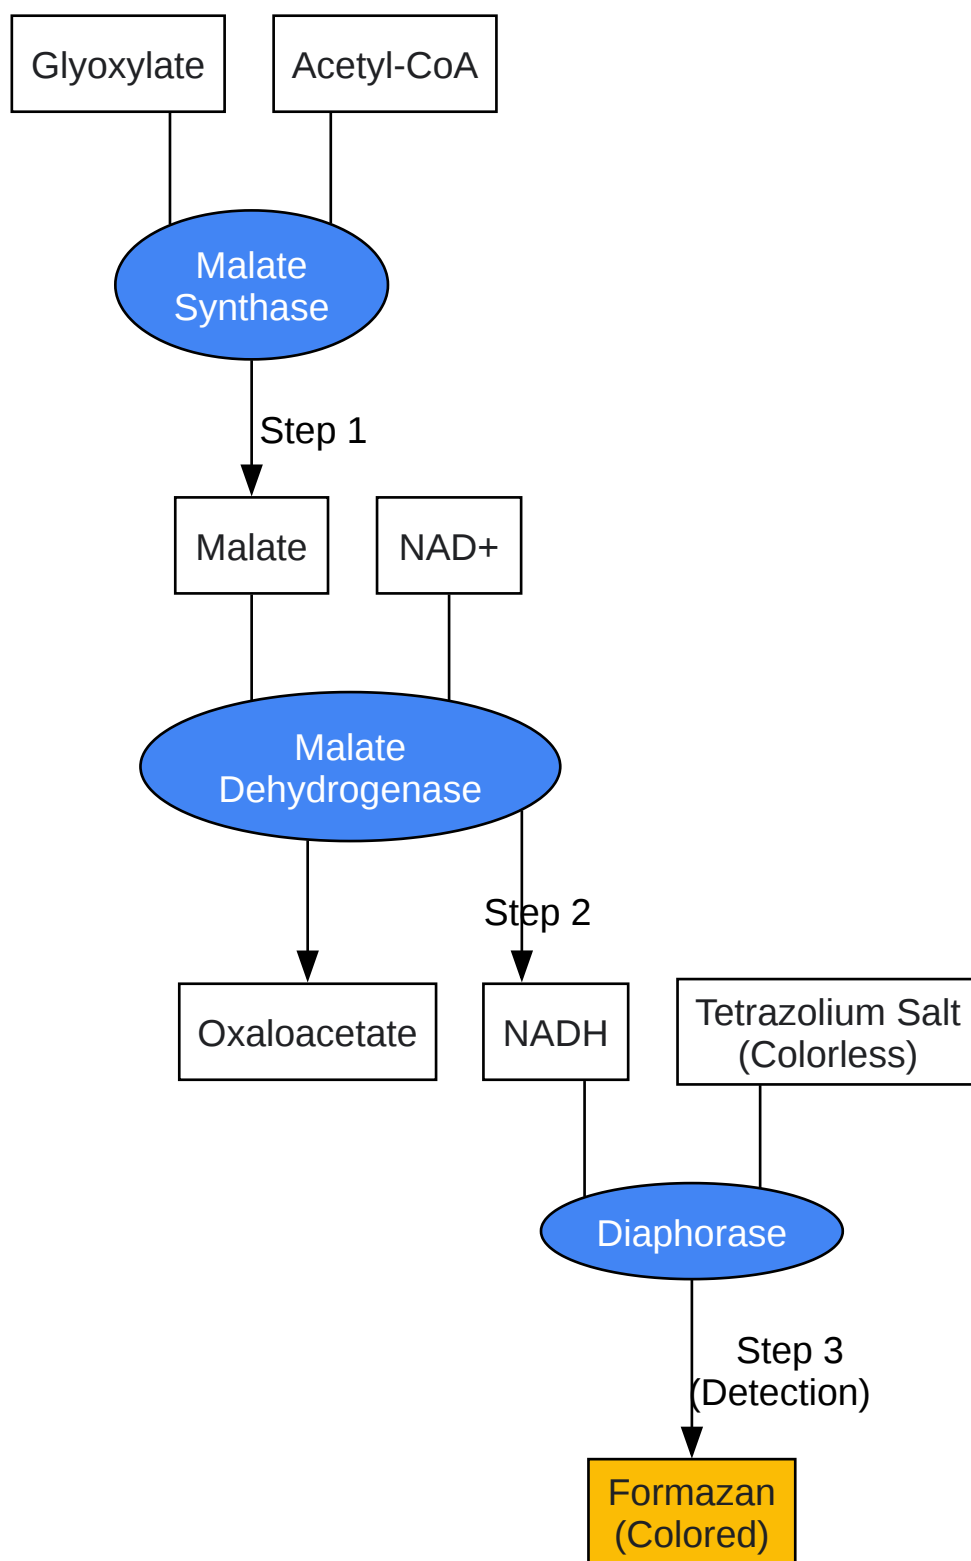 Glyoxylate
Acetyl-CoA
Malate
Synthase
Step 1
Malate
NAD+
Malate
Dehydrogenase
Step 2
Oxaloacetate
NADH
Tetrazolium Salt
(Colorless)
Diaphorase
Step 3
(Detection)
Formazan
(Colored)